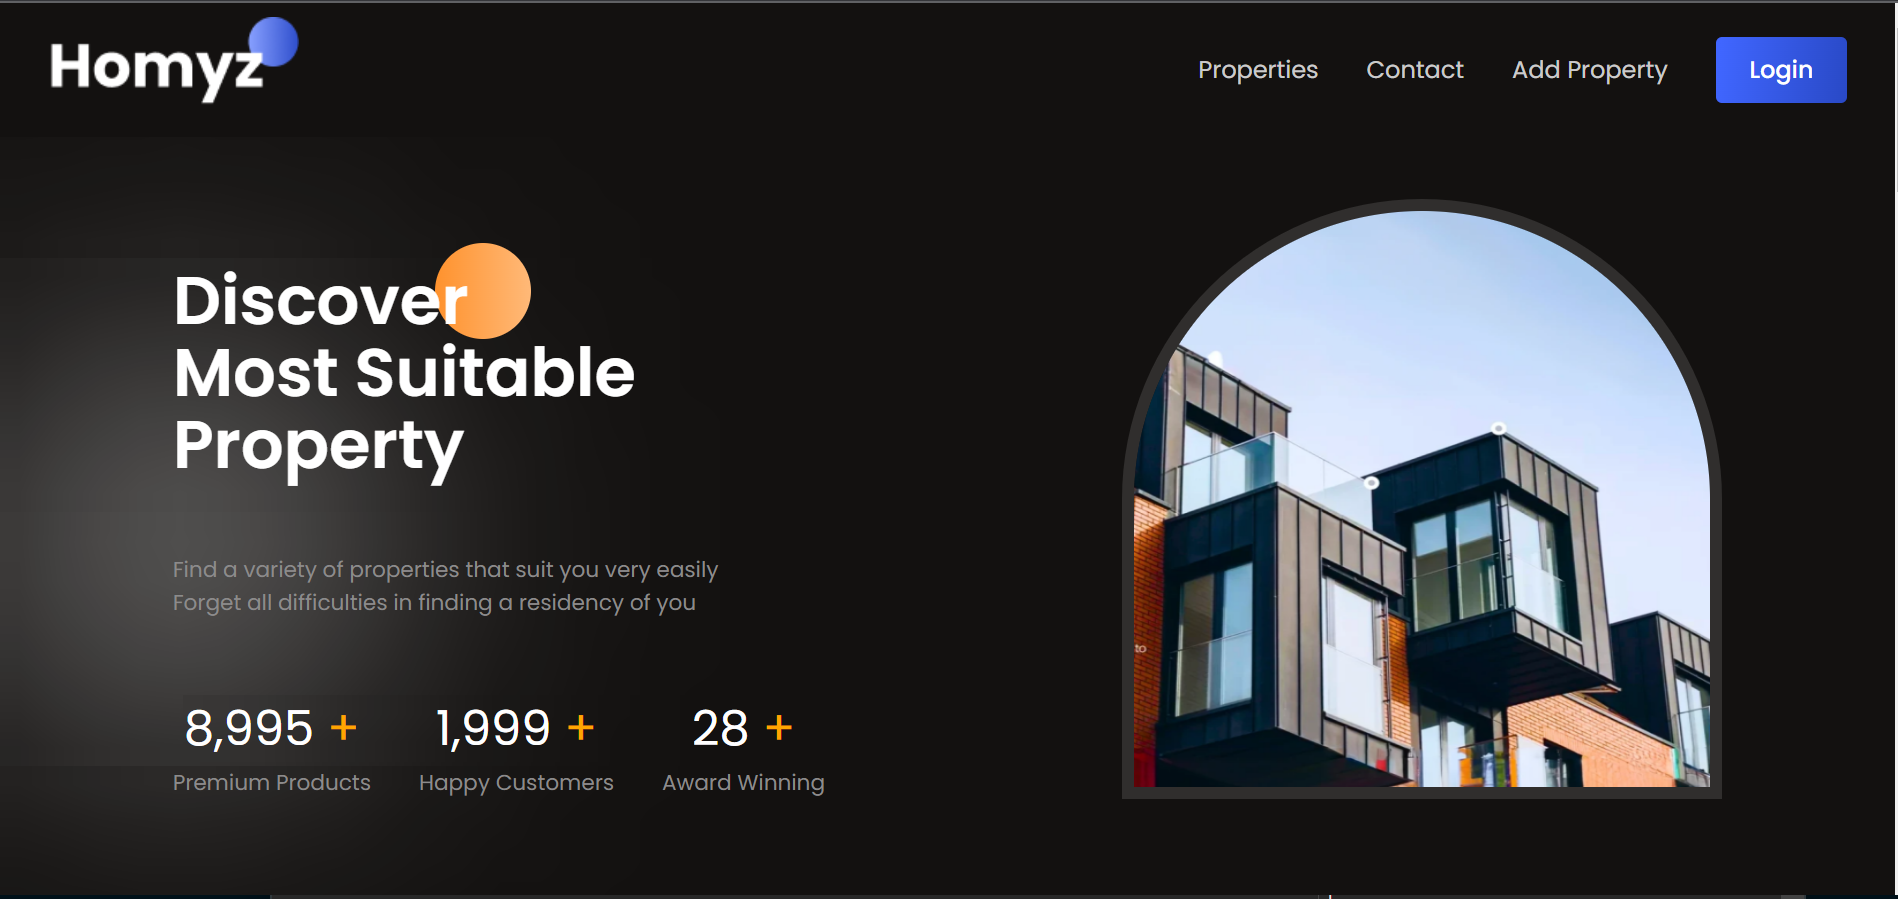 Homyz
Properties
Contact
Add Property
Login
Discover
Most Suitable
Property
Find a variety of properties that suit you very easily
Forget all difficulties in finding a residency of you
8,995 +
1,999 +
28 +
Premium Products
Happy Customers
Award Winning
to